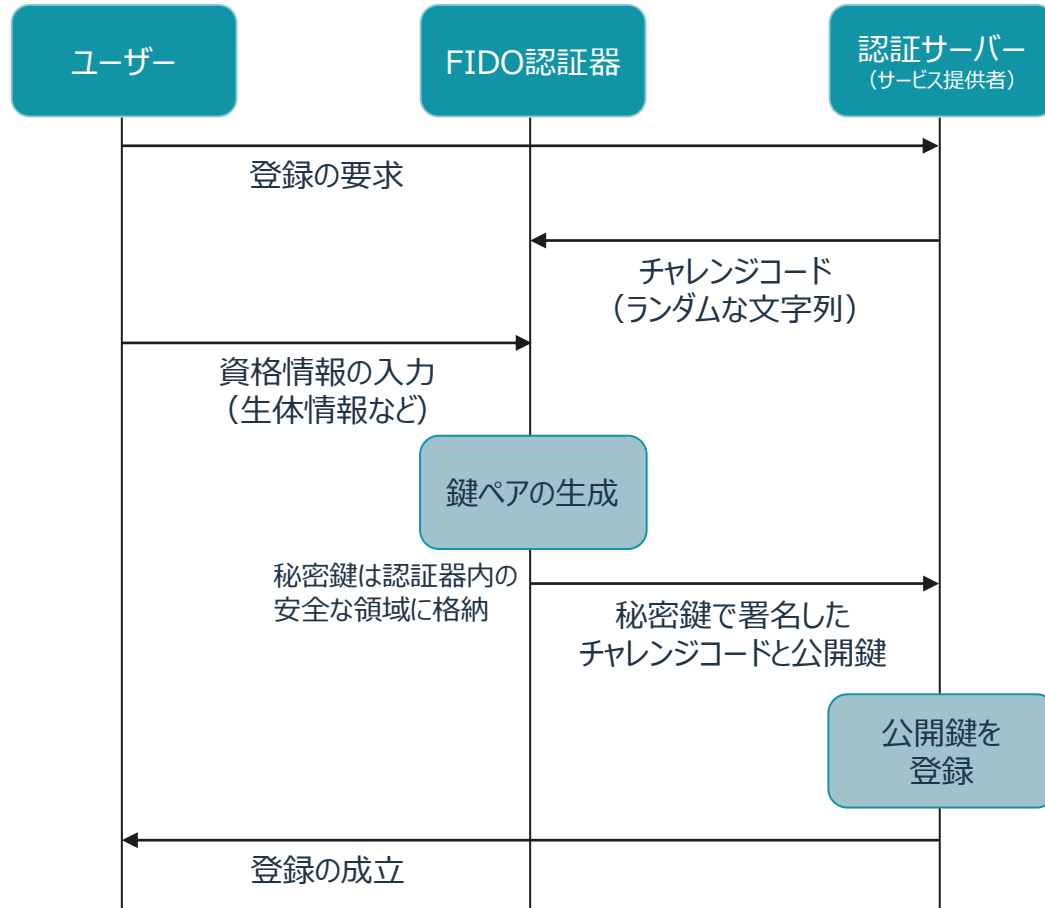 ユーザー
FIDO認証器
認証サーバー
（サービス提供者）
登録の要求
チャレンジコード
（ランダムな文字列）
資格情報の入力
（生体情報など）
鍵ペアの生成
秘密鍵は認証器内の
安全な領域に格納
秘密鍵で署名した
チャレンジコードと公開鍵
公開鍵を
登録
登録の成立